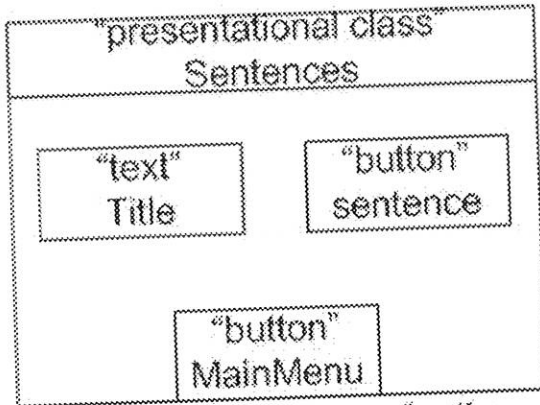 "presentational class"
Sentences
"text"
Title
"button"
sentence
"button"
MainMenu